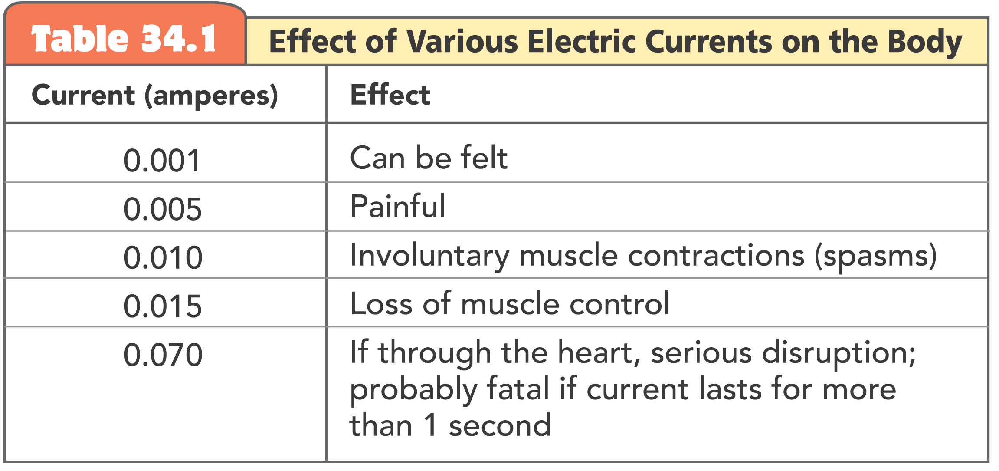 Table 34.1
Effect of Various Electric Currents on the Body
Current (amperes)
Effect
0.001
Can be felt
0.005
Painful
0.010
Involuntary muscle contractions (spasms)
0.015
Loss of muscle control
0.070
If through the heart, serious disruption;
probably fatal if current lasts for more
than 1 second